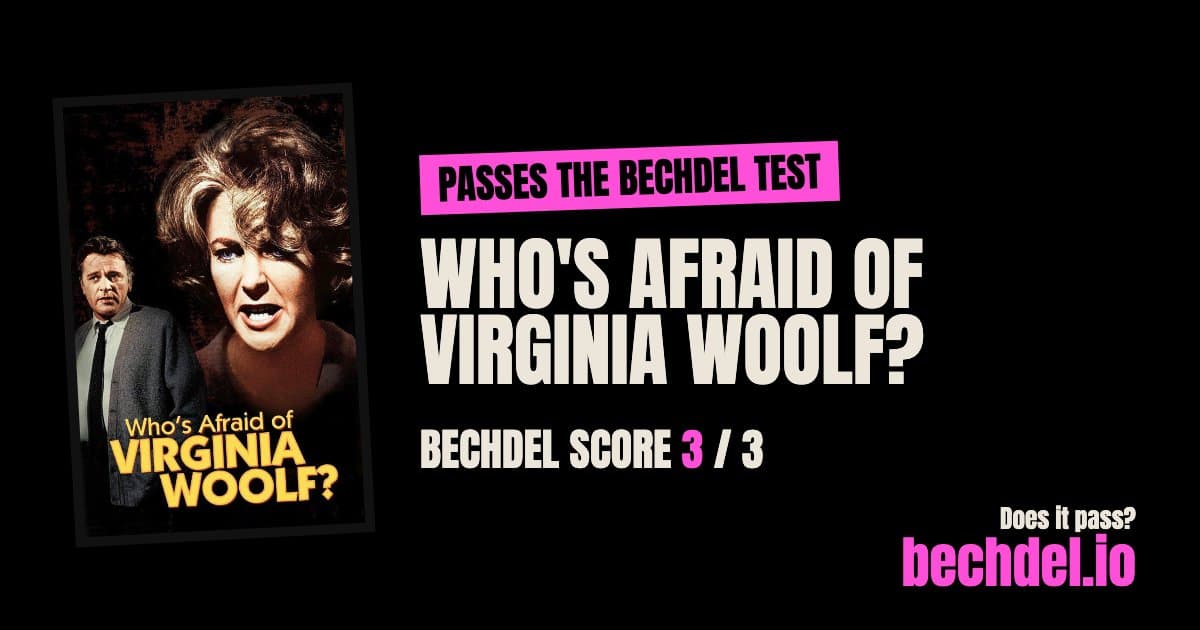 Who's Afraid of
VIRGINIA
WOOLF?
PASSES THE BECHDEL TEST
WHO'S AFRAID OF
VIRGINIA WOOLF?
BECHDEL SCORE 3 / 3
Does it pass?
bechdel.io